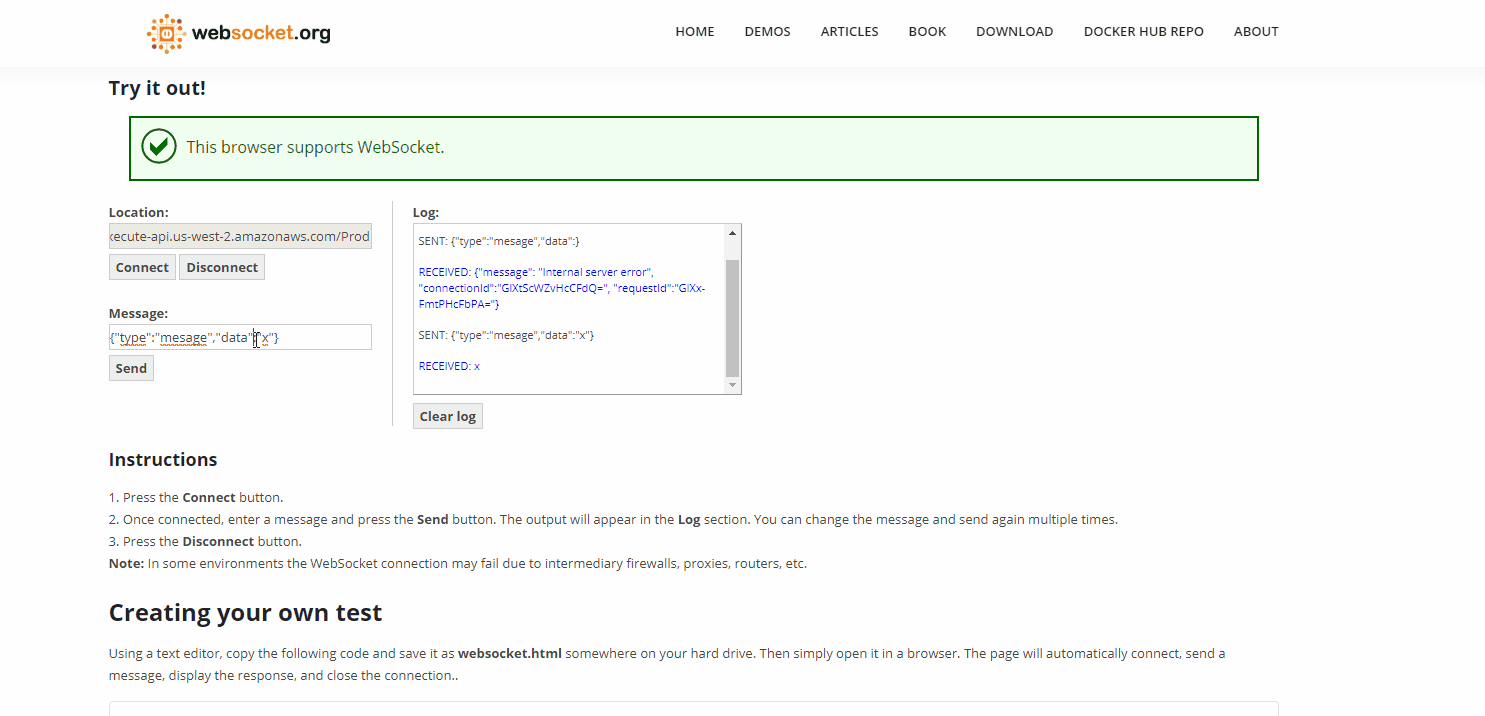 websocket.org
HOME DEMOS ARTICLES BOOK DOWNLOAD DOCKER HUB REPO ABOUT
Try it out!
This browser supports WebSocket.
Location:
xecute-api.us-west-2.amazonaws.com/Prod
Connect Disconnect
Message:
{"type":"mesage","data":"x"}
Send
Log:
SENT: {"type":"mesage","data":}
RECEIVED: {"message": "Internal server error",
"connectionId":"GIXtScWZvHcCFdQ=", "requestId":"GIXx-
FmtPHcFbPA="}
SENT: {"type":"mesage","data":"x"}
RECEIVED: x
Clear log
Instructions
1. Press the Connect button.
2. Once connected, enter a message and press the Send button. The output will appear in the Log section. You can change the message and send again multiple times.
3. Press the Disconnect button.
Note: In some environments the WebSocket connection may fail due to intermediary firewalls, proxies, routers, etc.
Creating your own test
Using a text editor, copy the following code and save it as websocket.html somewhere on your hard drive. Then simply open it in a browser. The page will automatically connect, send a
message, display the response, and close the connection..